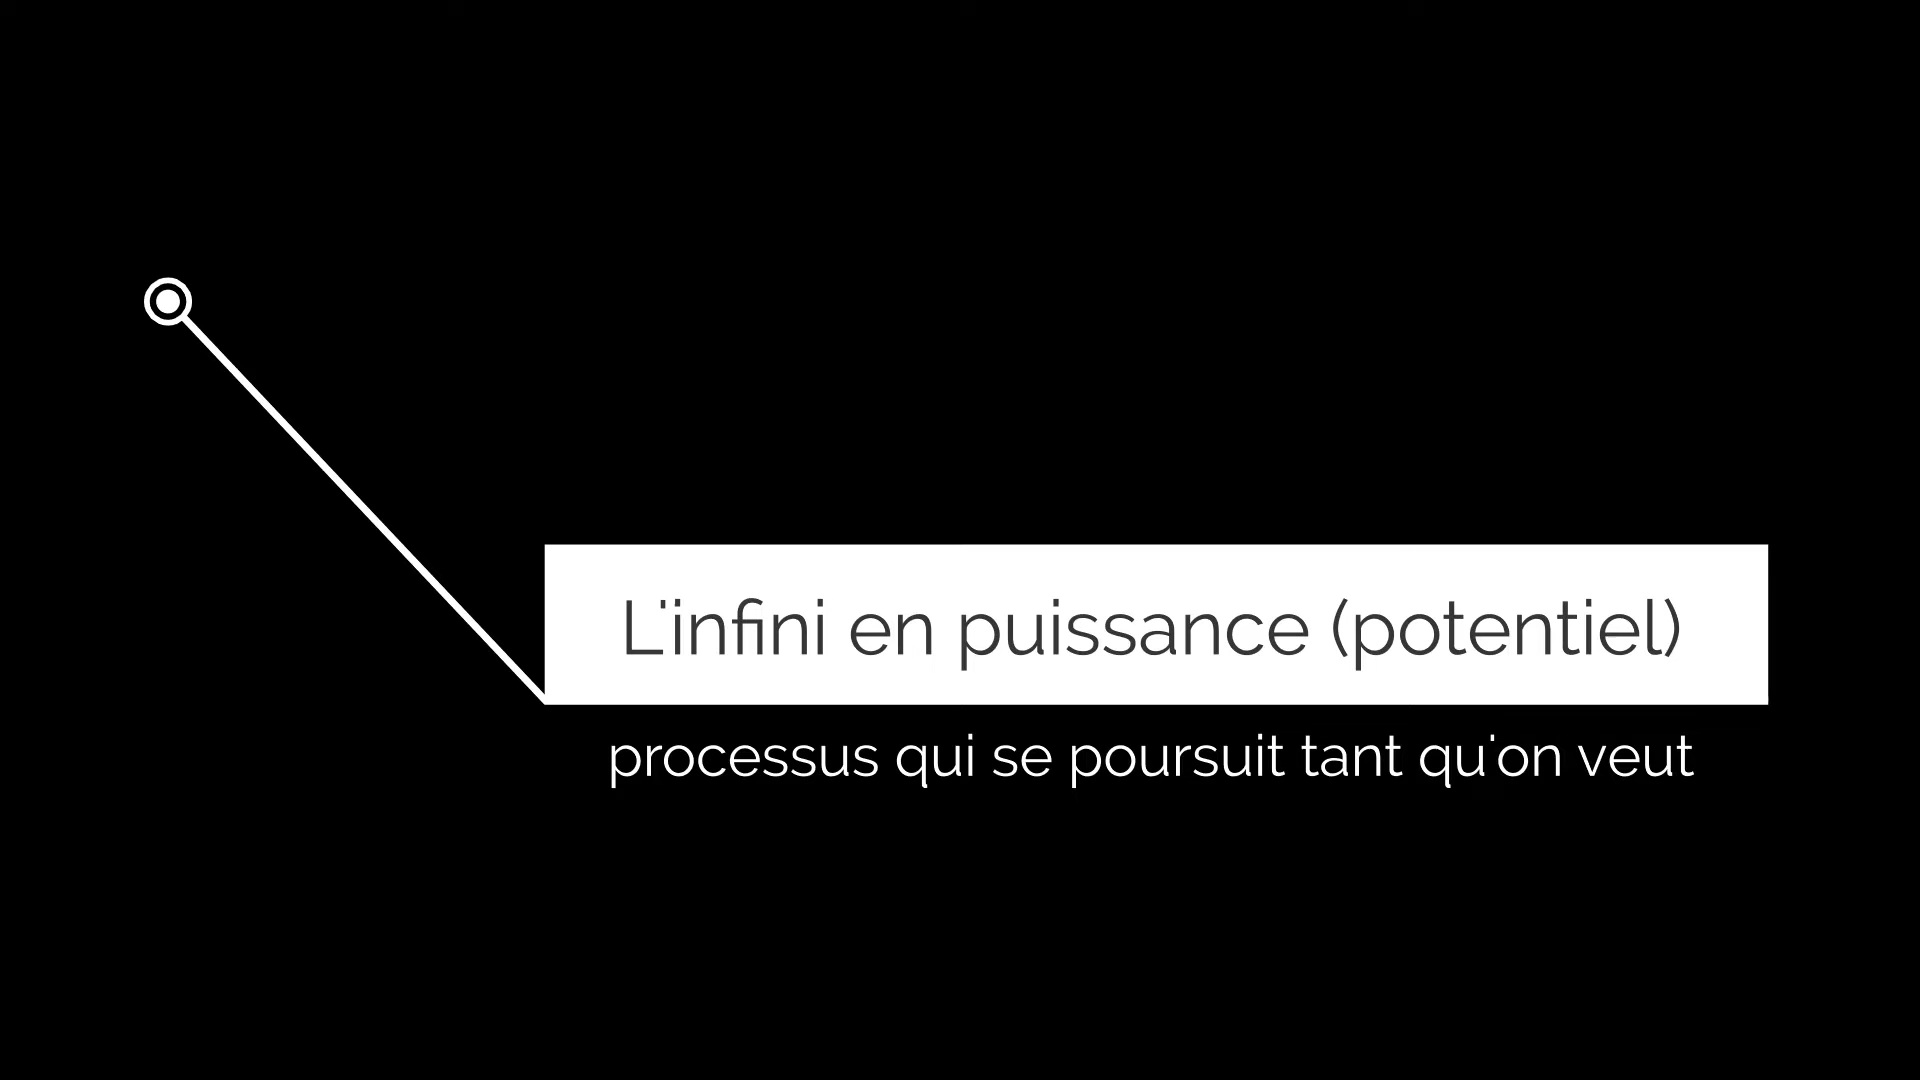 L'infini en puissance (potentiel)
processus qui se poursuit tant qu'on veut